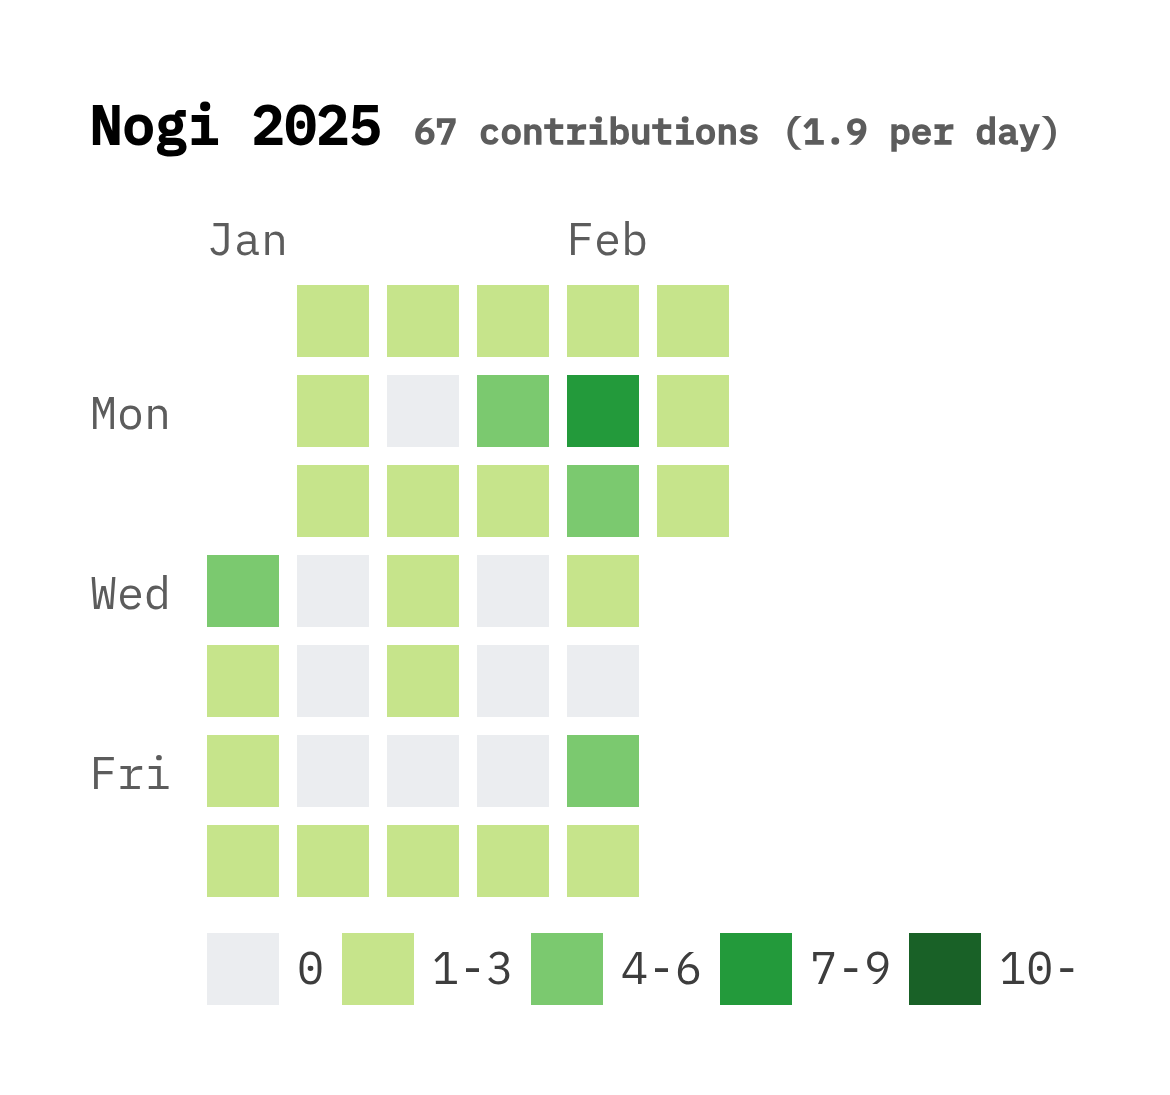 Nogi 2025 67 contributions (1.9 per day)
Jan Feb
Mon
Wed
Fri
0 1-3 4-6 7-9 10-